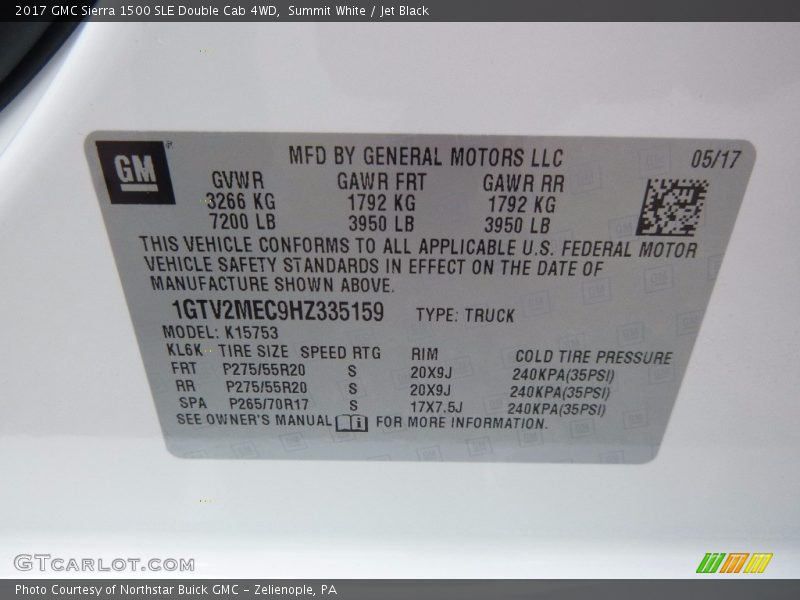 2017 GMC Sierra 1500 SLE Double Cab 4WD, Summit White / Jet Black
GM
MFD BY GENERAL MOTORS LLC 05/17
GVWR GAWR FRT GAWR RR
3266 KG 1792 KG 1792 KG
7200 LB 3950 LB 3950 LB
THIS VEHICLE CONFORMS TO ALL APPLICABLE U.S. FEDERAL MOTOR
VEHICLE SAFETY STANDARDS IN EFFECT ON THE DATE OF
MANUFACTURE SHOWN ABOVE.
1GTV2MEC9HZ335159 TYPE: TRUCK
MODEL: K15753
KL6K TIRE SIZE SPEED RTG RIM COLD TIRE PRESSURE
FRT P275/55R20 S 20X9J 240KPA(35PSI)
RR P275/55R20 S 20X9J 240KPA(35PSI)
SPA P265/70R17 S 17X7.5J 240KPA(35PSI)
SEE OWNER'S MANUAL FOR MORE INFORMATION.
GTCARLOT.COM
Photo Courtesy of Northstar Buick GMC - Zelienople, PA